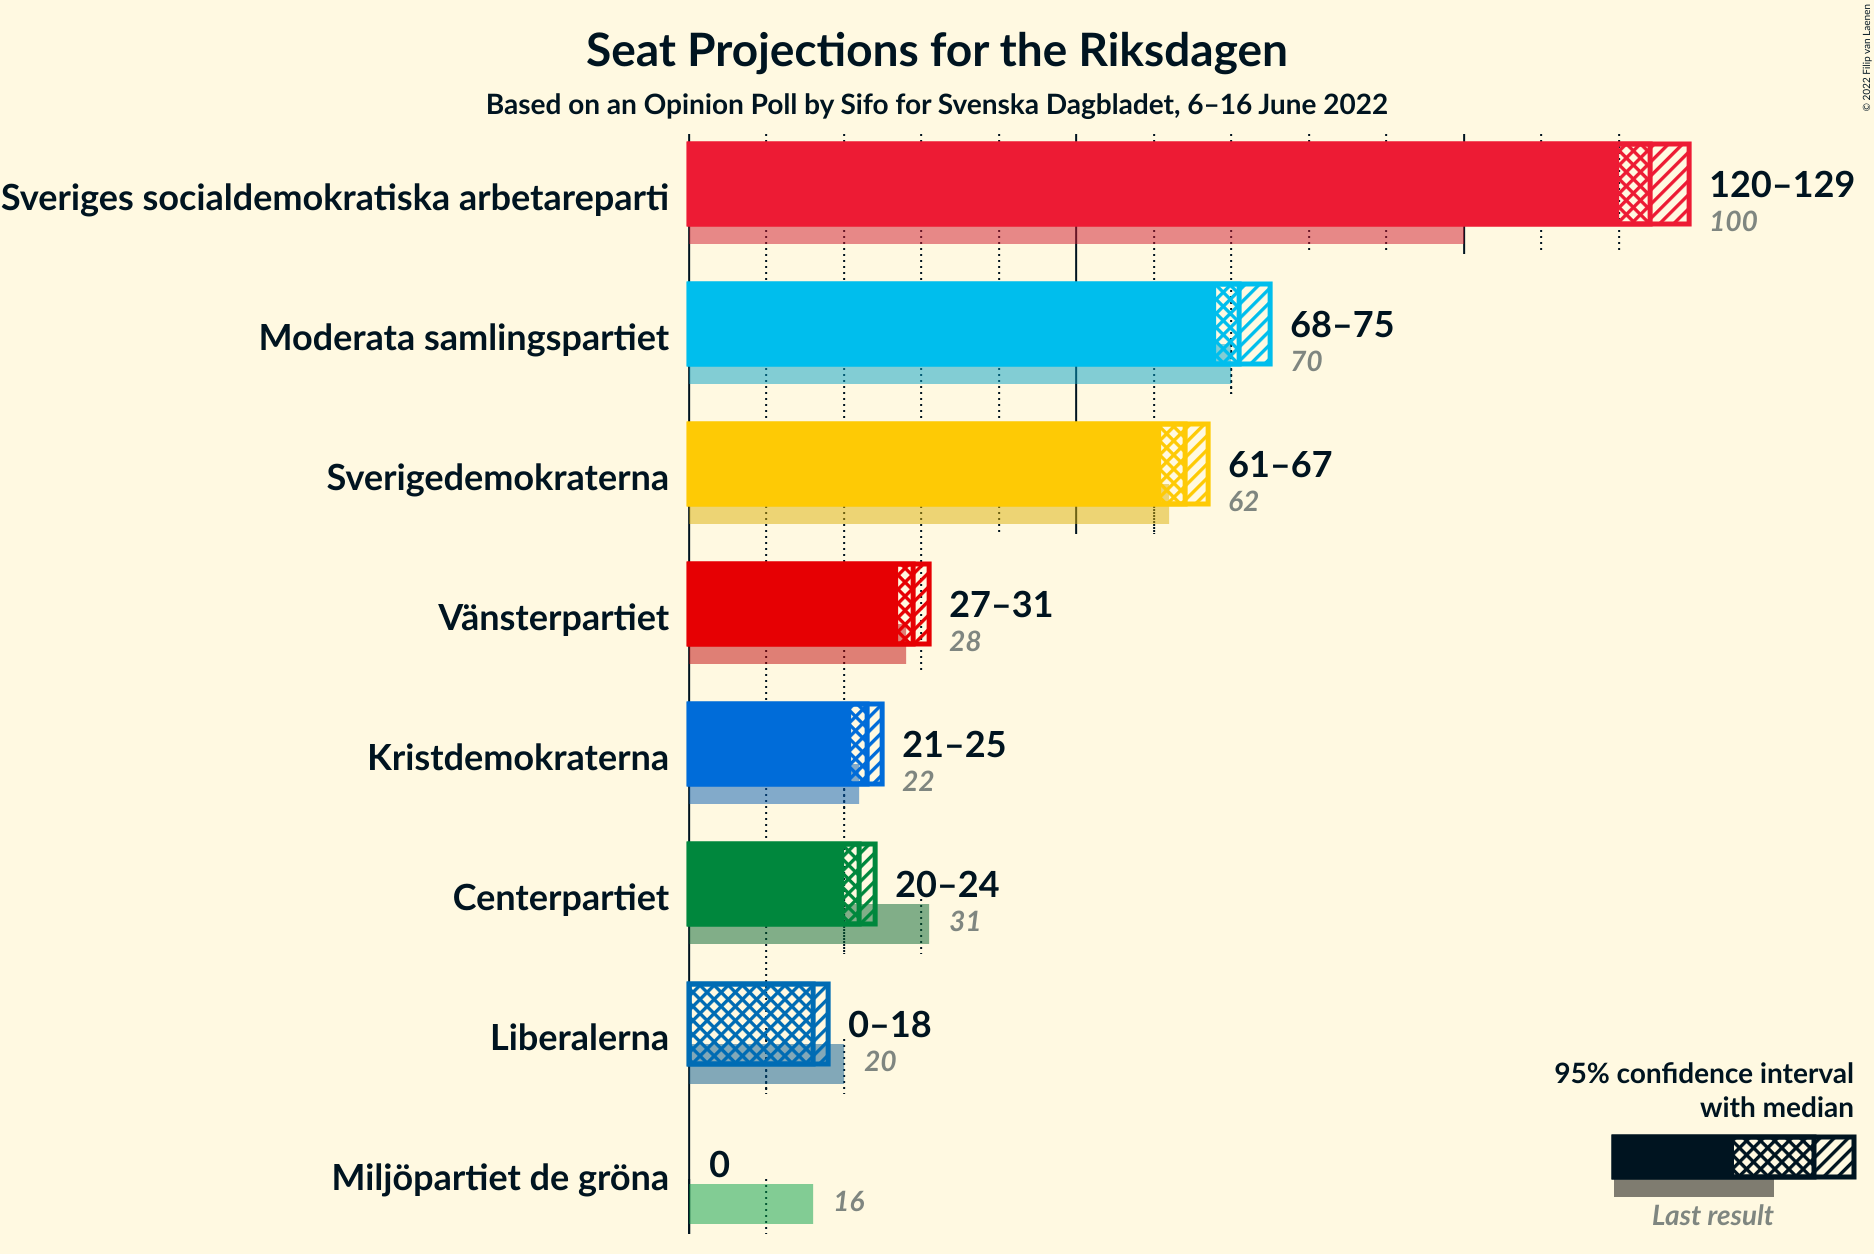 Seat Projections for the Riksdagen
Based on an Opinion Poll by Sifo for Svenska Dagbladet, 6–16 June 2022
© 2022 Filip van Laenen
Sveriges socialdemokratiska arbetareparti
120–129
100
Moderata samlingspartiet
68–75
70
Sverigedemokraterna
61–67
62
Vänsterpartiet
27–31
28
Kristdemokraterna
21–25
22
Centerpartiet
20–24
31
Liberalerna
0–18
20
Miljöpartiet de gröna
0
16
95% confidence interval
with median
Last result